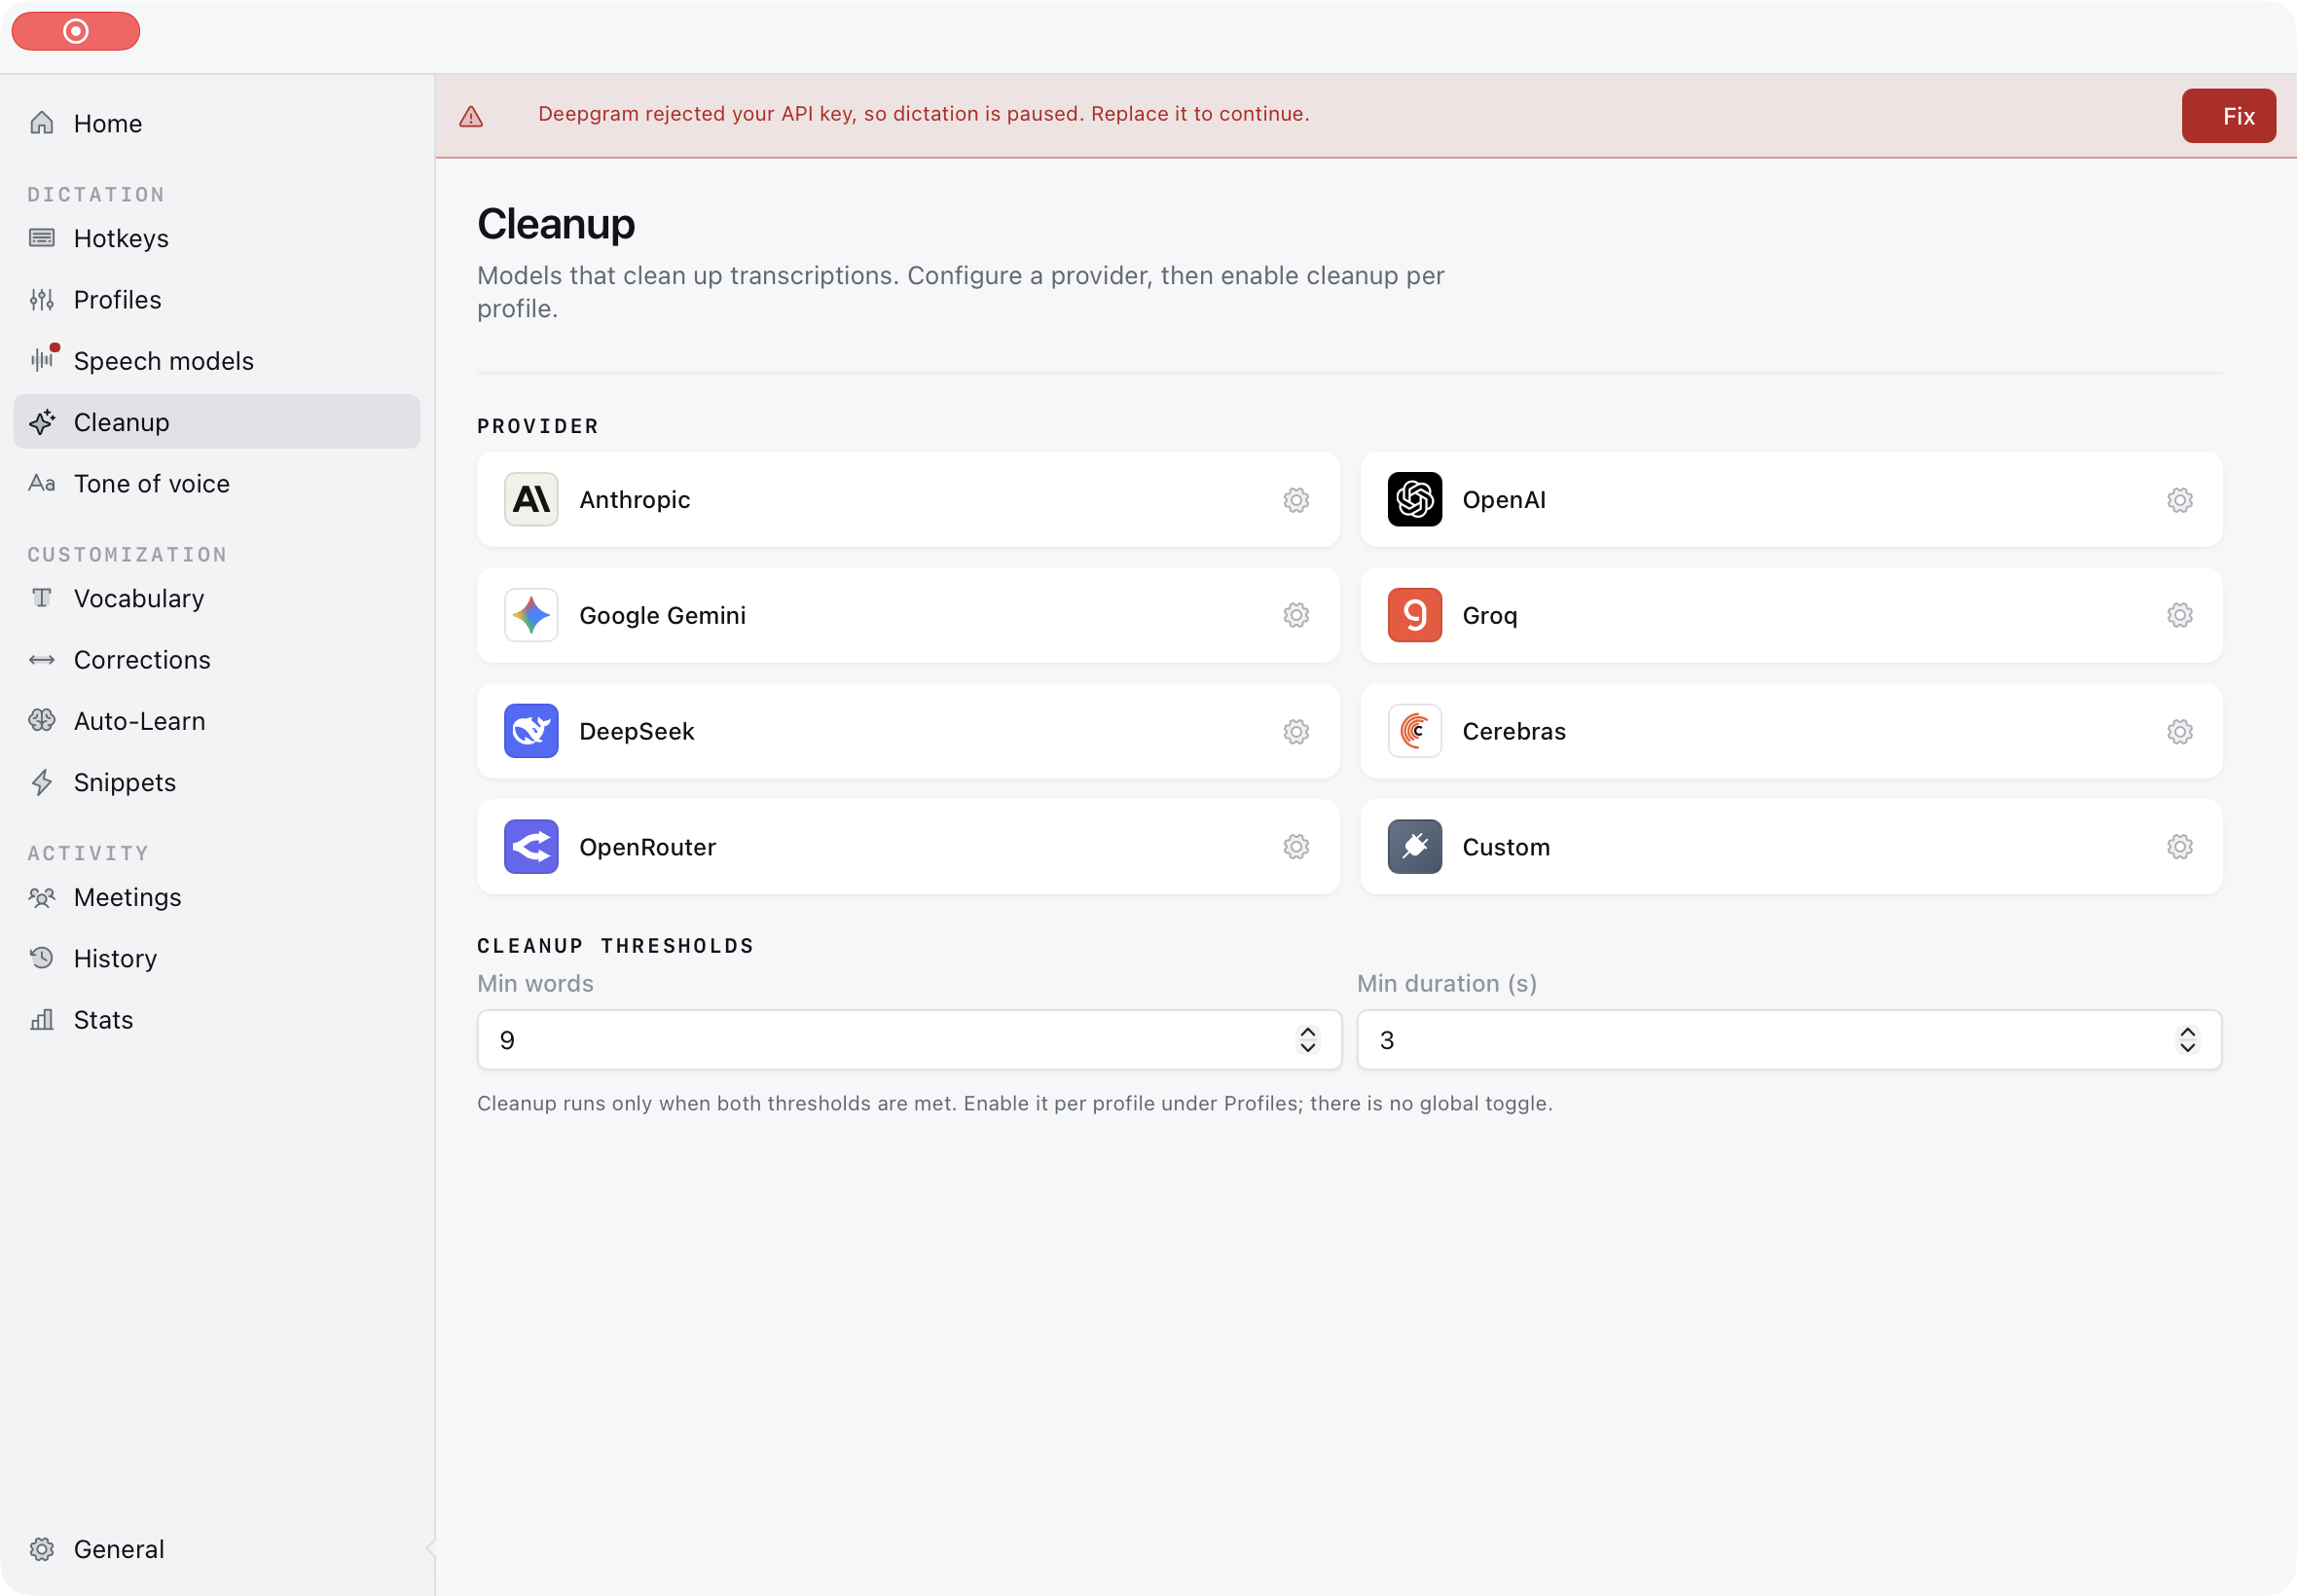 Home
DICTATION
Hotkeys
Profiles
Speech models
Cleanup
Aa Tone of voice
CUSTOMIZATION
Vocabulary
Corrections
Auto-Learn
Snippets
ACTIVITY
Meetings
History
Stats
General
Deepgram rejected your API key, so dictation is paused. Replace it to continue.
Fix
Cleanup
Models that clean up transcriptions. Configure a provider, then enable cleanup per
profile.
PROVIDER
Anthropic
OpenAI
Google Gemini
Groq
DeepSeek
Cerebras
OpenRouter
Custom
CLEANUP THRESHOLDS
Min words
Min duration (s)
9
3
Cleanup runs only when both thresholds are met. Enable it per profile under Profiles; there is no global toggle.